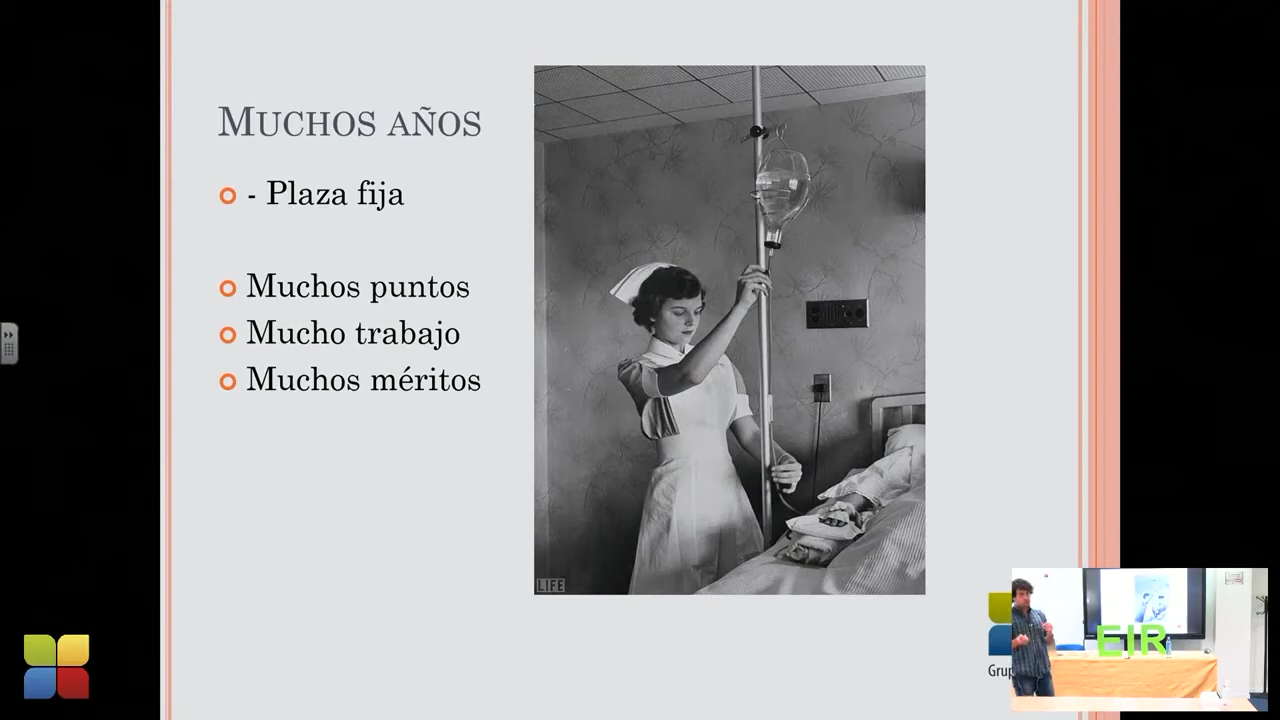 MUCHOS AÑOS
- Plaza fija
Muchos puntos
Mucho trabajo
Muchos méritos
LIFE
EIR